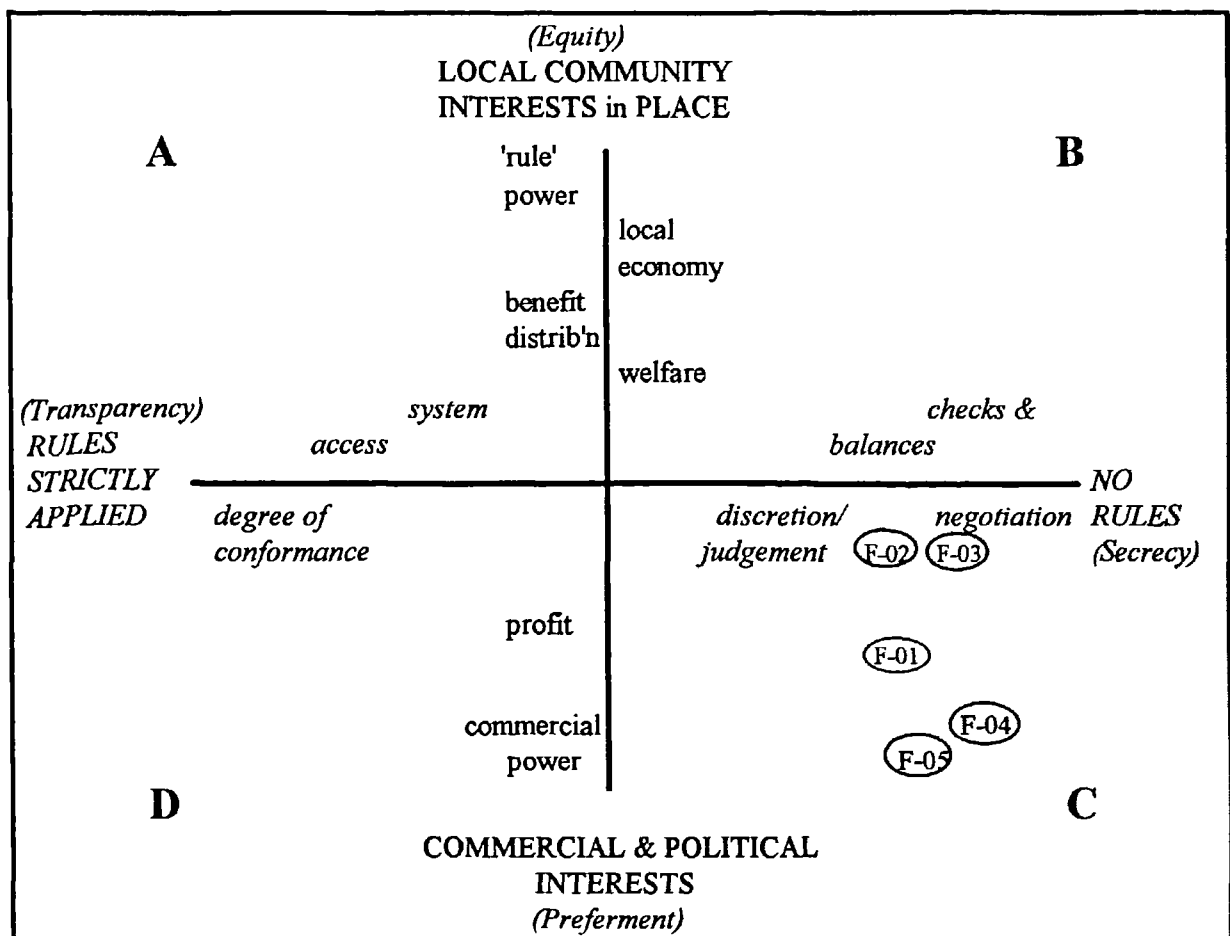 (Equity)
LOCAL COMMUNITY
INTERESTS in PLACE
A
B
'rule'
power
local
economy
benefit
distrib'n
welfare
(Transparency)
RULES
STRICTLY
APPLIED
system
access
checks &
balances
degree of
conformance
discretion/
judgement
negotiation
NO
RULES
(Secrecy)
F-02
F-03
profit
F-01
commercial
power
F-04
F-05
D
C
COMMERCIAL & POLITICAL
INTERESTS
(Preferment)